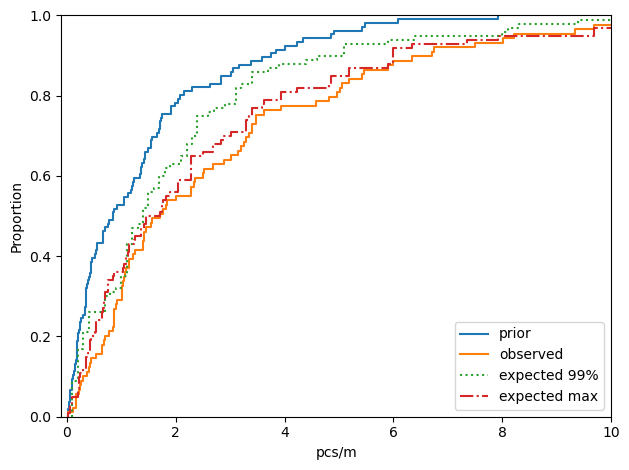 1.0
0.8
0.6
0.4
0.2
0.0
Proportion
0
2
4
6
8
10
pcs/m
prior
observed
expected 99%
expected max